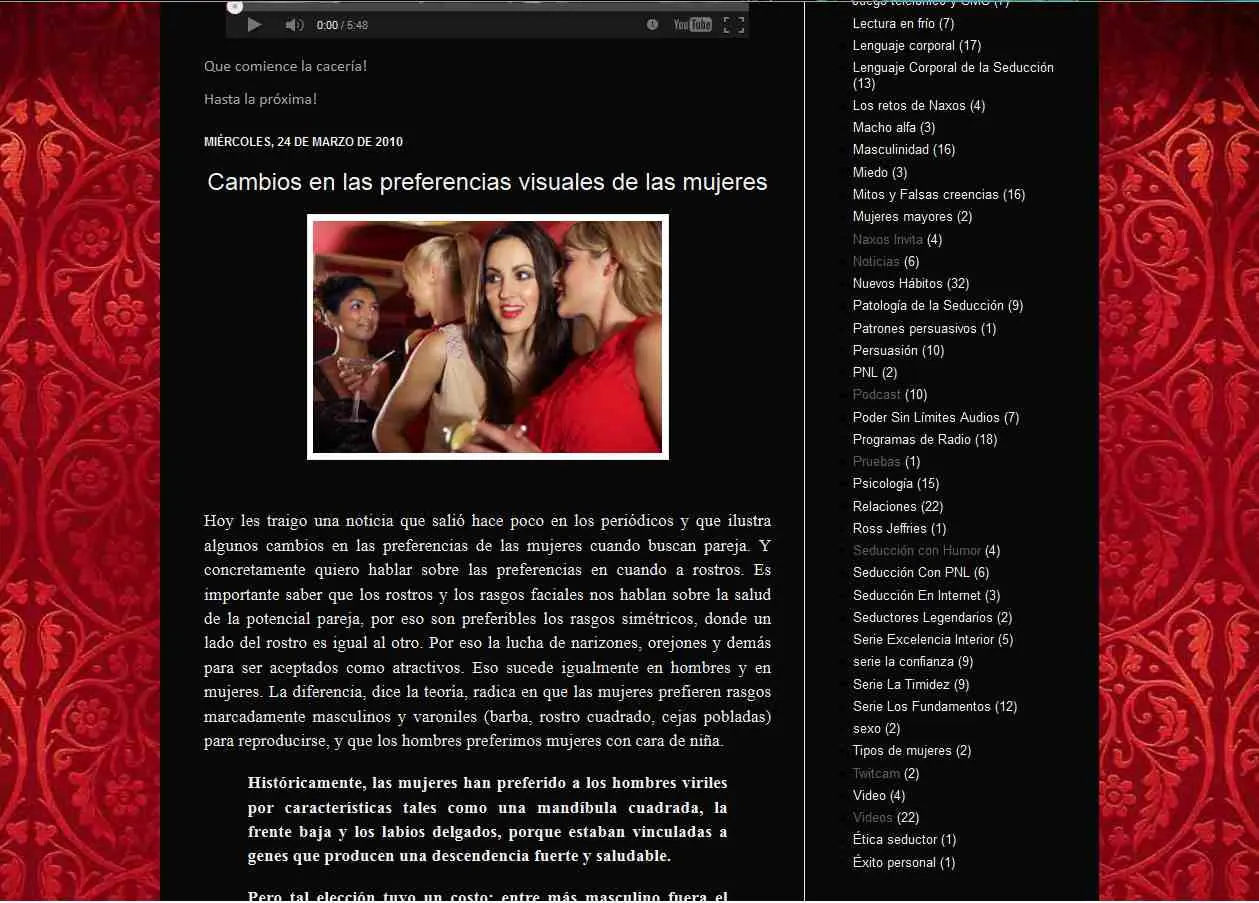 0:00 / 5:48
You Tube
Que comience la cacería!
Hasta la próxima!
MIÉRCOLES, 24 DE MARZO DE 2010
Cambios en las preferencias visuales de las mujeres
Hoy les traigo una noticia que salió hace poco en los periódicos y que ilustra
algunos cambios en las preferencias de las mujeres cuando buscan pareja. Y
concretamente quiero hablar sobre las preferencias en cuando a rostros. Es
importante saber que los rostros y los rasgos faciales nos hablan sobre la salud
de la potencial pareja, por eso son preferibles los rasgos simétricos, donde un
lado del rostro es igual al otro. Por eso la lucha de narizones, orejones y demás
para ser aceptados como atractivos. Eso sucede igualmente en hombres y en
mujeres. La diferencia, dice la teoría, radica en que las mujeres prefieren rasgos
marcadamente masculinos y varoniles (barba, rostro cuadrado, cejas pobladas)
para reproducirse, y que los hombres preferimos mujeres con cara de niña.
Históricamente, las mujeres han preferido a los hombres viriles
por características tales como una mandíbula cuadrada, la
frente baja y los labios delgados, porque estaban vinculadas a
genes que producen una descendencia fuerte y saludable.
Pero tal elección tuvo un costo: entre más masculino fuera el
Juego telefónico y SMS (7)
Lectura en frío (7)
Lenguaje corporal (17)
Lenguaje Corporal de la Seducción
(13)
Los retos de Naxos (4)
Macho alfa (3)
Masculinidad (16)
Miedo (3)
Mitos y Falsas creencias (16)
Mujeres mayores (2)
Naxos Invita (4)
Noticias (6)
Nuevos Hábitos (32)
Patología de la Seducción (9)
Patrones persuasivos (1)
Persuasión (10)
PNL (2)
Podcast (10)
Poder Sin Límites Audios (7)
Programas de Radio (18)
Pruebas (1)
Psicología (15)
Relaciones (22)
Ross Jeffries (1)
Seducción con Humor (4)
Seducción Con PNL (6)
Seducción En Internet (3)
Seductores Legendarios (2)
Serie Excelencia Interior (5)
serie la confianza (9)
Serie La Timidez (9)
Serie Los Fundamentos (12)
sexo (2)
Tipos de mujeres (2)
Twitcam (2)
Video (4)
Videos (22)
Ética seductor (1)
Éxito personal (1)